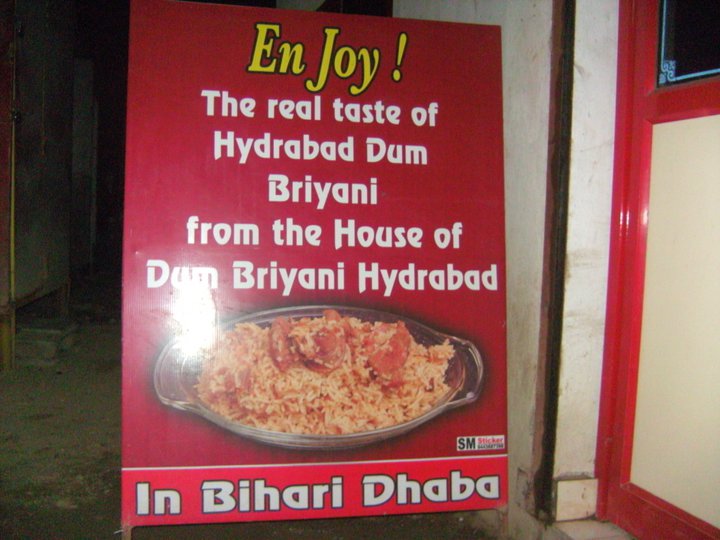 En Joy !
The real taste of
Hydrabad Dum
Briyani
from the House of
Dum Briyani Hydrabad
SM Sticker
In Bihari Dhaba